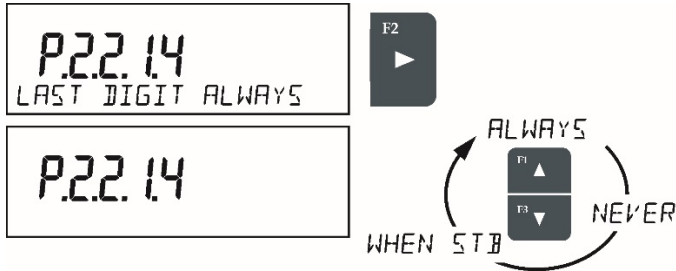 P.2.2.1.4
LAST DIGIT ALWAYS
F2
P.2.2.1.4
ALWAYS
F1
F3
NEVER
WHEN STB